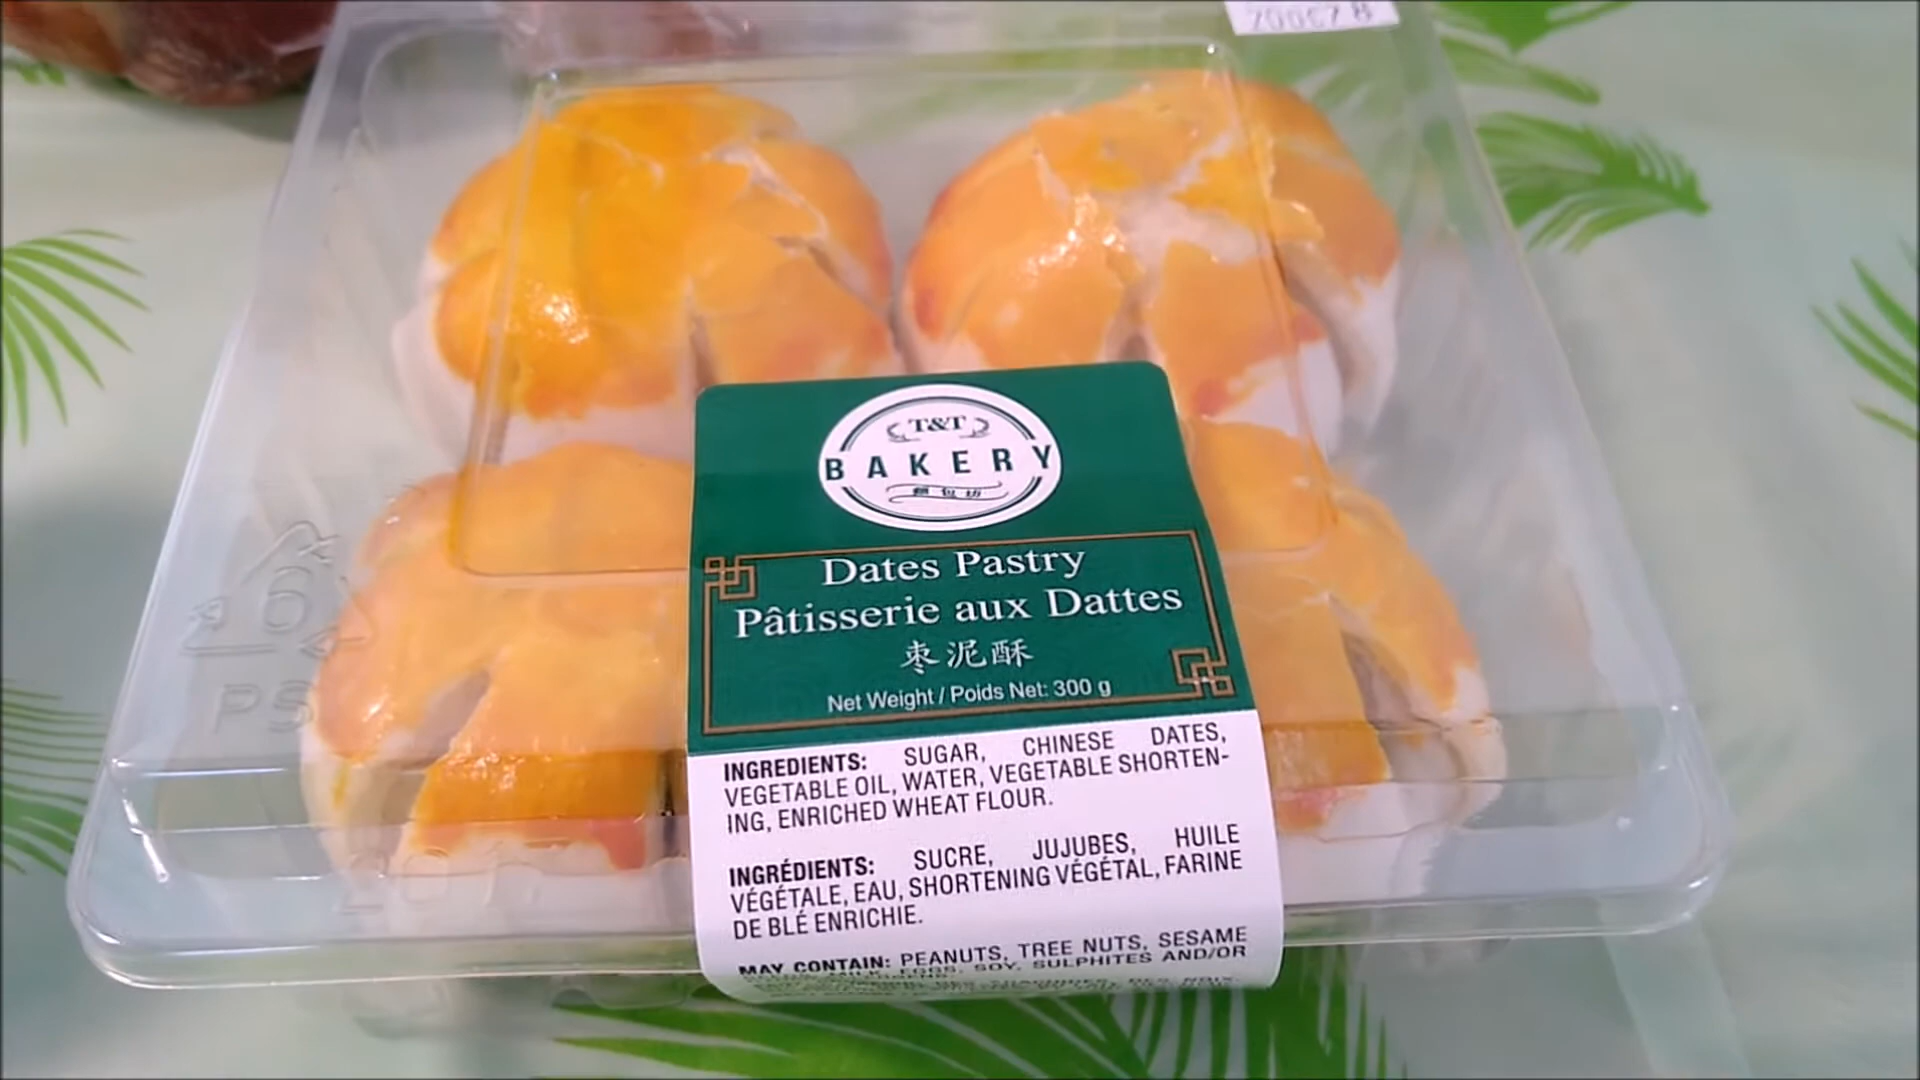 T&T
BAKERY
麵包坊
Dates Pastry
Pâtisserie aux Dattes
枣泥酥
Net Weight / Poids Net: 300 g
INGREDIENTS: SUGAR, CHINESE DATES,
VEGETABLE OIL, WATER, VEGETABLE SHORTEN-
ING, ENRICHED WHEAT FLOUR.
INGRÉDIENTS: SUCRE, JUJUBES, HUILE
VÉGÉTALE, EAU, SHORTENING VÉGÉTAL, FARINE
DE BLÉ ENRICHIE.
MAY CONTAIN: PEANUTS, TREE NUTS, SESAME
MILK, EGGS, SOY, SULPHITES AND/OR
6
PS